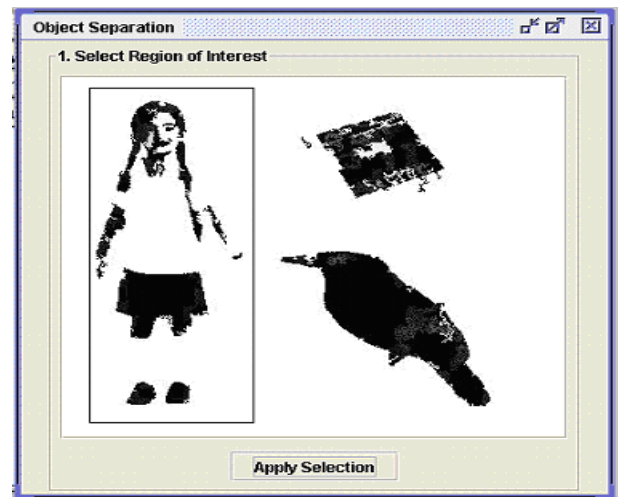 Object Separation
1. Select Region of Interest
Apply Selection